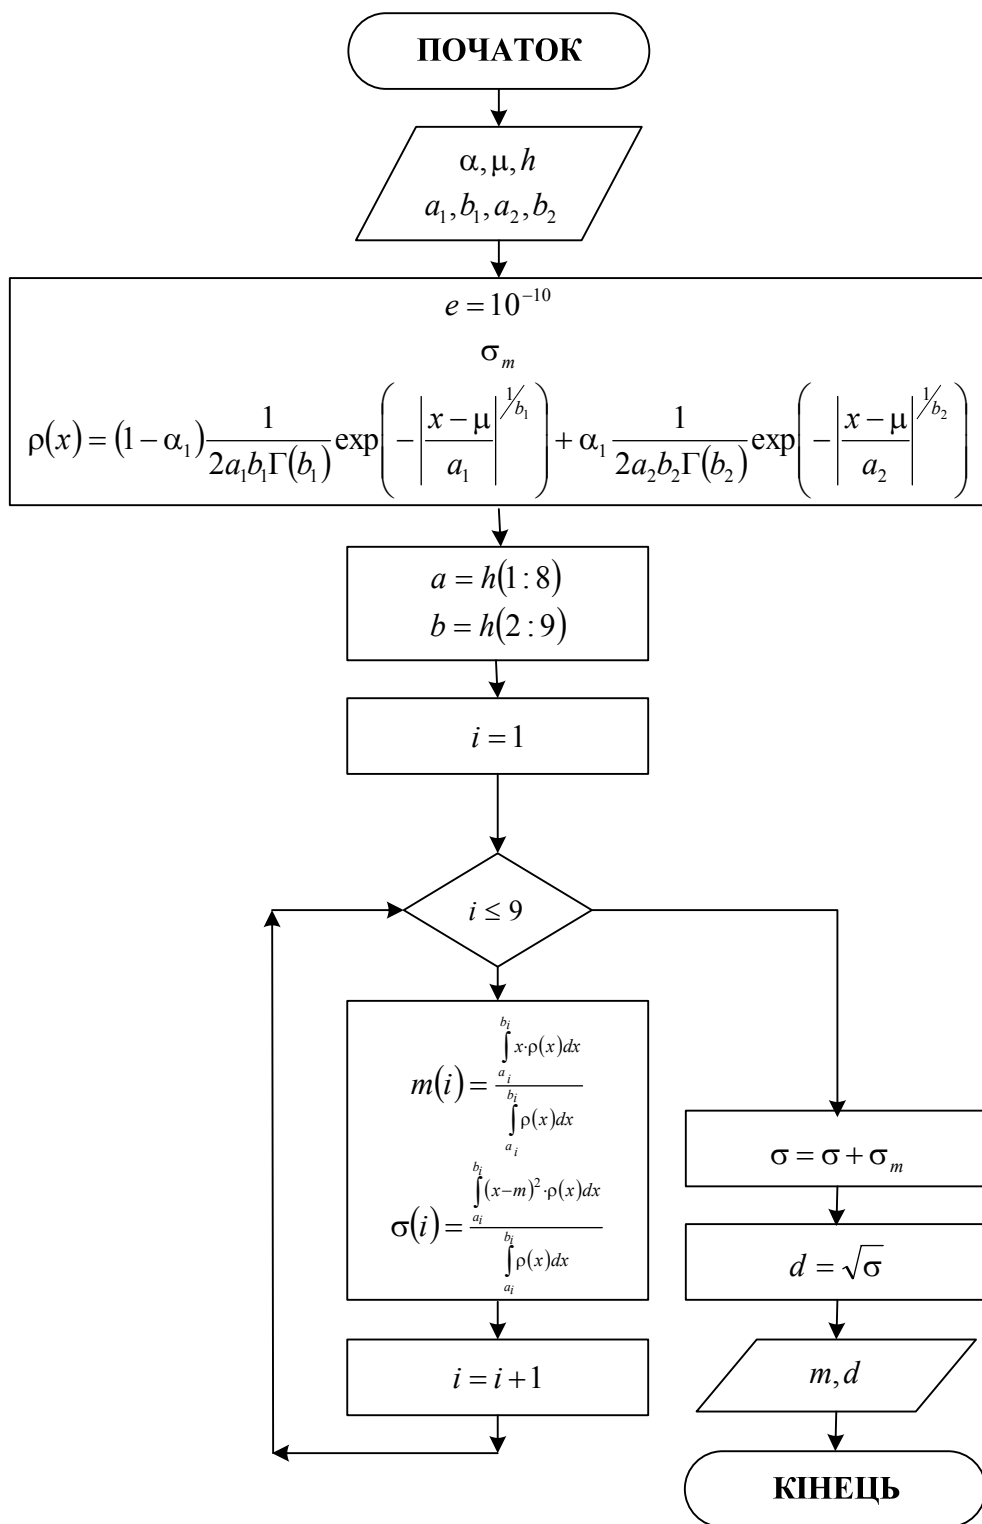 ПОЧАТОК
α, μ, h
a₁, b₁, a₂, b₂
e = 10⁻¹⁰
σₘ
ρ(x) = (1 − α₁) 1/(2a₁b₁Γ(b₁)) exp(−|(x − μ)/a₁|^(1/b₁)) + α₁ 1/(2a₂b₂Γ(b₂)) exp(−|(x − μ)/a₂|^(1/b₂))
a = h(1 : 8)
b = h(2 : 9)
i = 1
i ≤ 9
m(i) = ∫_{a_i}^{b_i} x·ρ(x)dx / ∫_{a_i}^{b_i} ρ(x)dx
σ(i) = ∫_{a_i}^{b_i} (x−m)²·ρ(x)dx / ∫_{a_i}^{b_i} ρ(x)dx
i = i + 1
σ = σ + σₘ
d = √σ
m, d
КІНЕЦЬ